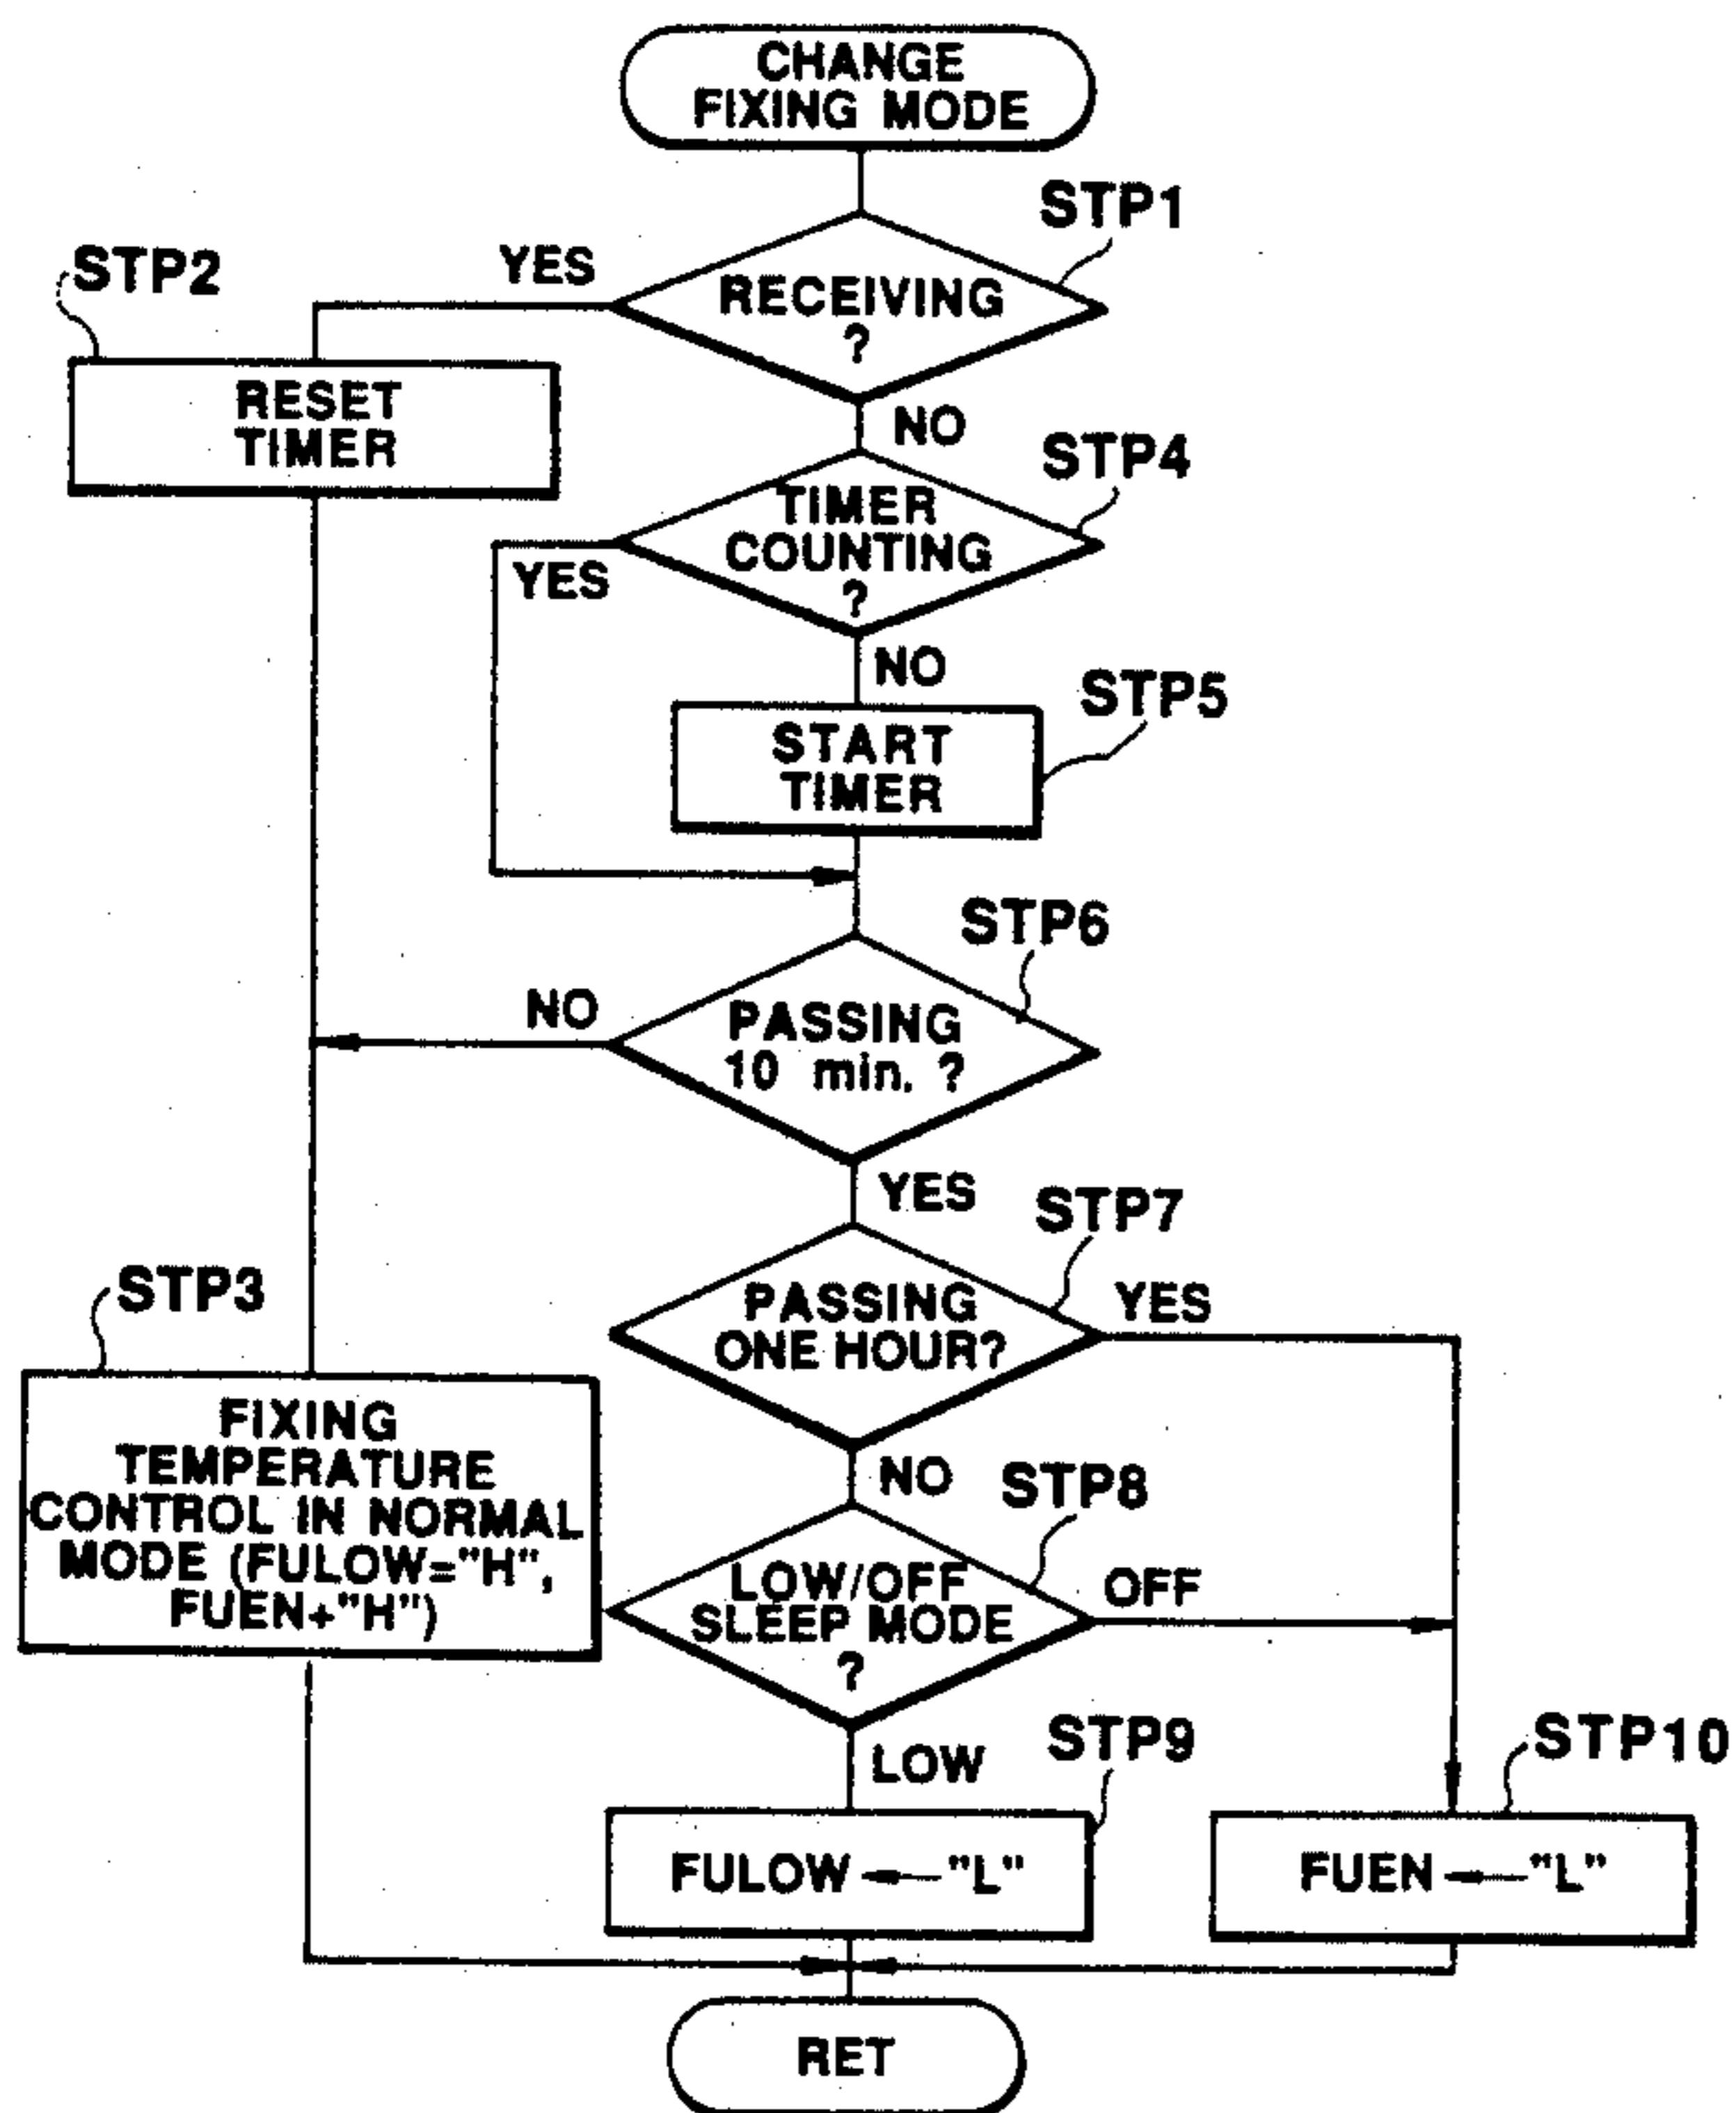 CHANGE
FIXING MODE
STP1
RECEIVING
?
YES
STP2
RESET
TIMER
NO
STP4
TIMER
COUNTING
?
YES
NO
STP5
START
TIMER
STP6
PASSING
10 min. ?
NO
YES
STP7
PASSING
ONE HOUR?
YES
STP3
FIXING
TEMPERATURE
CONTROL IN NORMAL
MODE (FULOW="H",
FUEN+"H")
NO
STP8
LOW/OFF
SLEEP MODE
?
OFF
LOW
STP9
FULOW ← "L"
STP10
FUEN ← "L"
RET